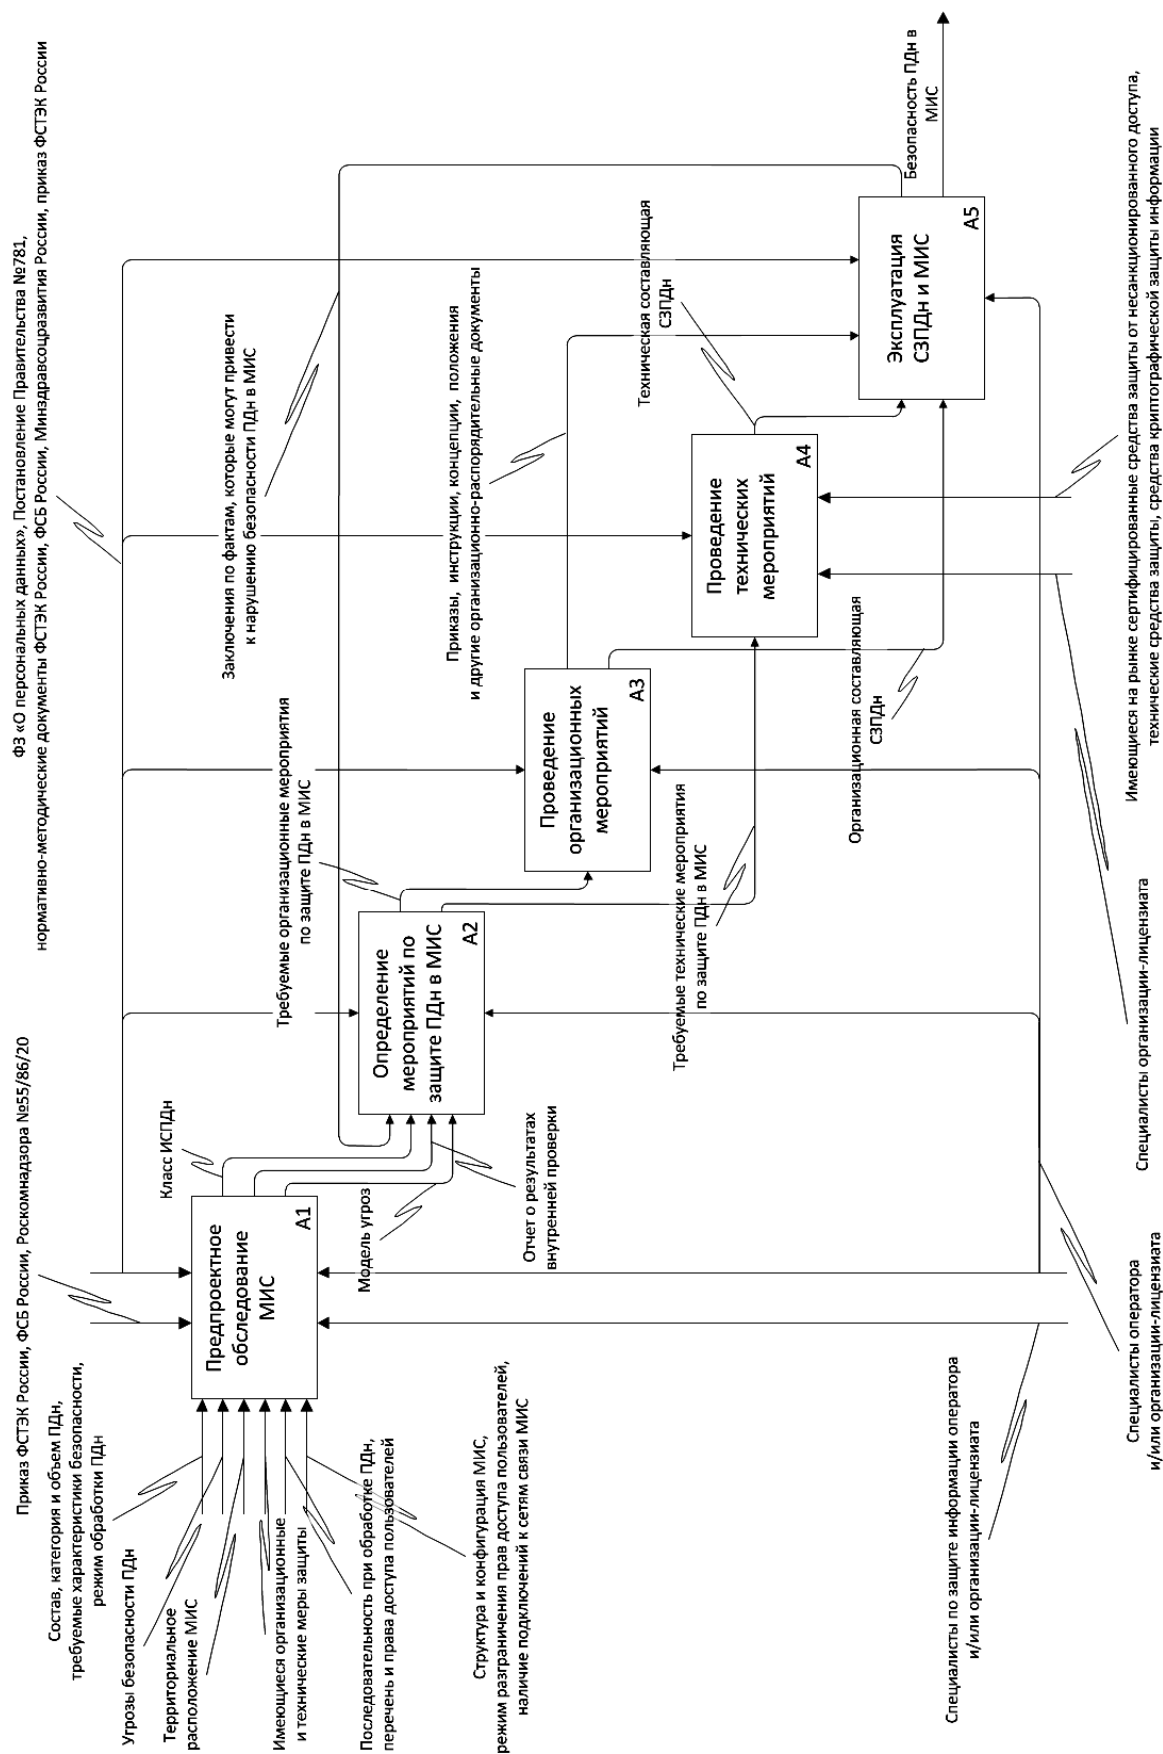 ФЗ «О персональных данных», Постановление Правительства №781,
нормативно-методические документы ФСТЭК России, ФСБ России, Минздравсоцразвития России, приказ ФСТЭК России
Приказ ФСТЭК России, ФСБ России, Роскомнадзора №55/86/20
Состав, категория и объем ПДн,
требуемые характеристики безопасности,
режим обработки ПДн
Угрозы безопасности ПДн
Территориальное
расположение МИС
Имеющиеся организационные
и технические меры защиты
Последовательность при обработке ПДн,
перечень и права доступа пользователей
Структура и конфигурация МИС,
режим разграничения прав доступа пользователей,
наличие подключений к сетям связи МИС
Предпроектное
обследование
МИС
А1
Класс ИСПДн
Модель угроз
Отчет о результатах
внутренней проверки
Определение
мероприятий по
защите ПДн в МИС
А2
Требуемые организационные мероприятия
по защите ПДн в МИС
Требуемые технические мероприятия
по защите ПДн в МИС
Заключения по фактам, которые могут привести
к нарушению безопасности ПДн в МИС
Проведение
организационных
мероприятий
А3
Приказы, инструкции, концепции, положения
и другие организационно-распорядительные документы
Организационная составляющая
СЗПДн
Проведение
технических
мероприятий
А4
Техническая составляющая
СЗПДн
Эксплуатация
СЗПДн и МИС
А5
Безопасность ПДн в
МИС
Специалисты по защите информации оператора
и/или организации-лицензиата
Специалисты оператора
и/или организации-лицензиата
Специалисты организации-лицензиата
Имеющиеся на рынке сертифицированные средства защиты от несанкционированного доступа,
технические средства защиты, средства криптографической защиты информации